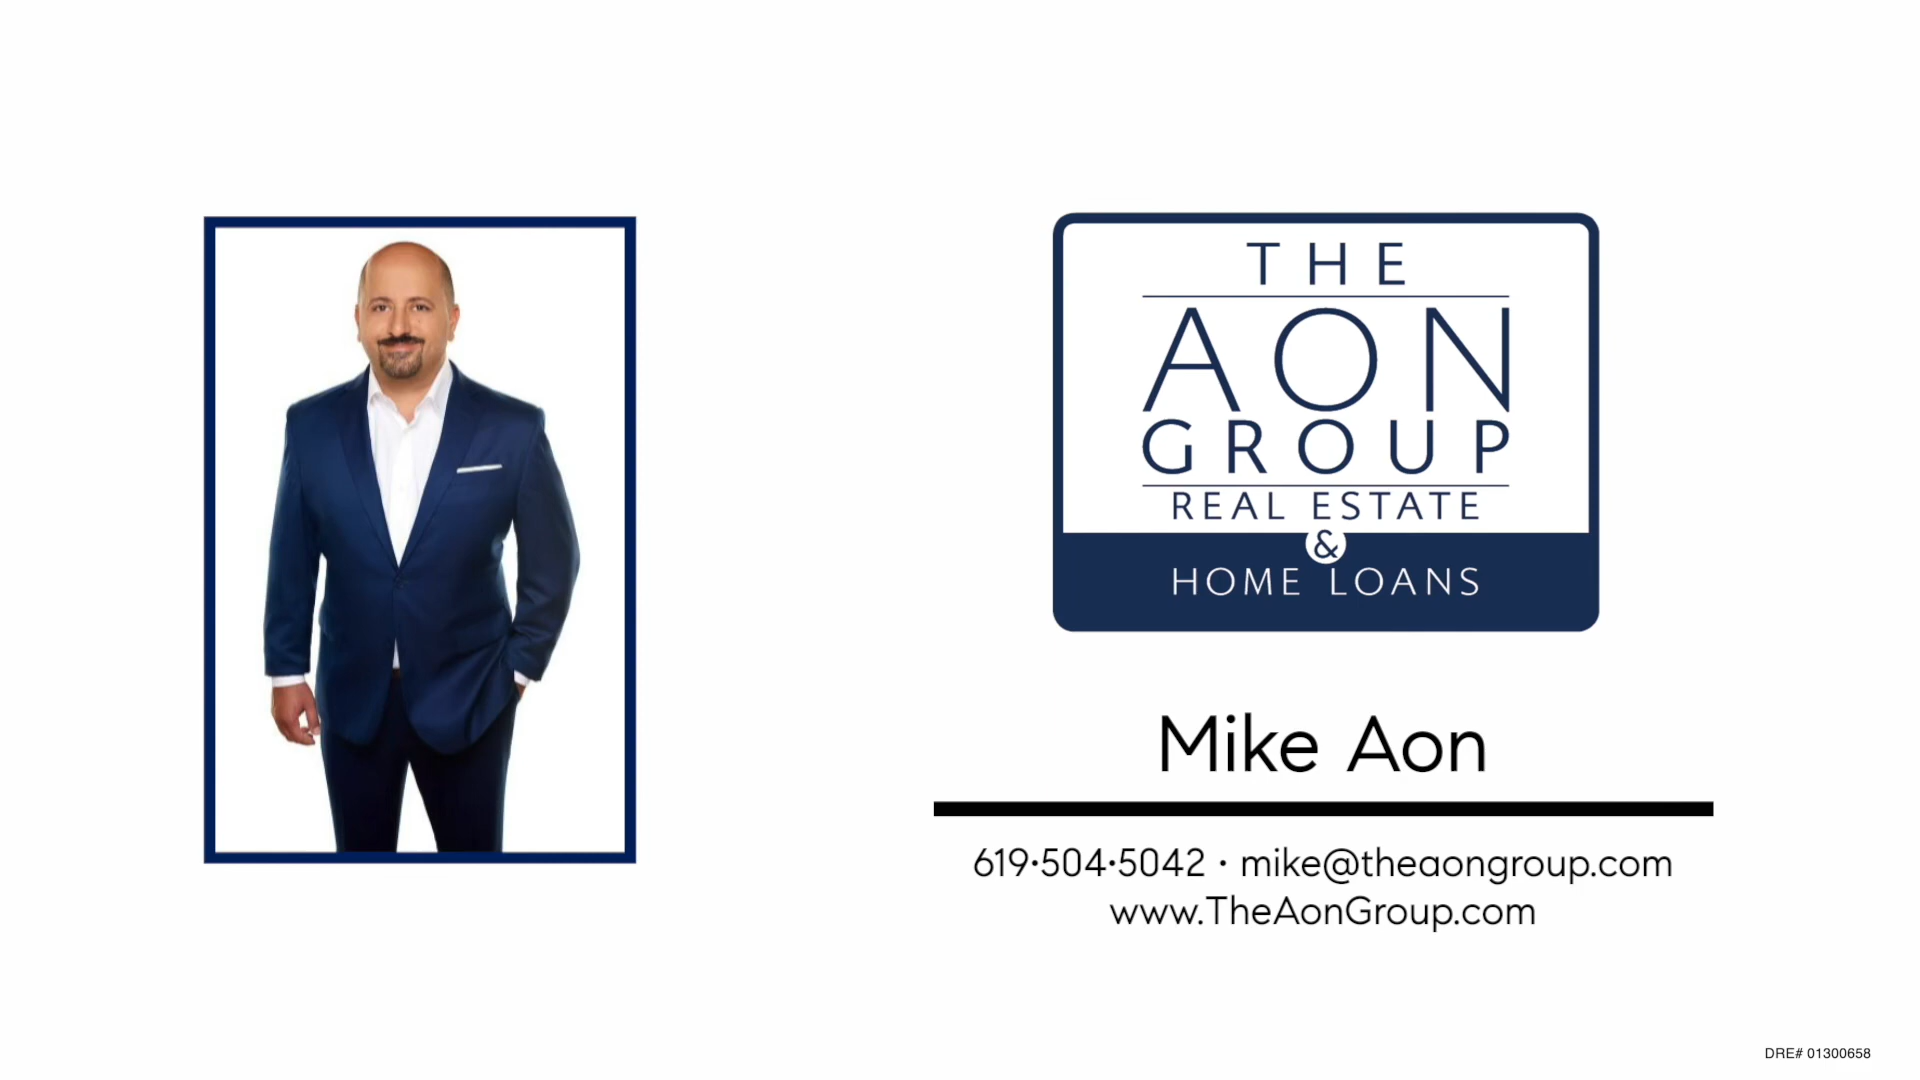 THE
AON
GROUP
REAL ESTATE
&
HOME LOANS
Mike Aon
619•504•5042 • mike@theaongroup.com
www.TheAonGroup.com
DRE# 01300658